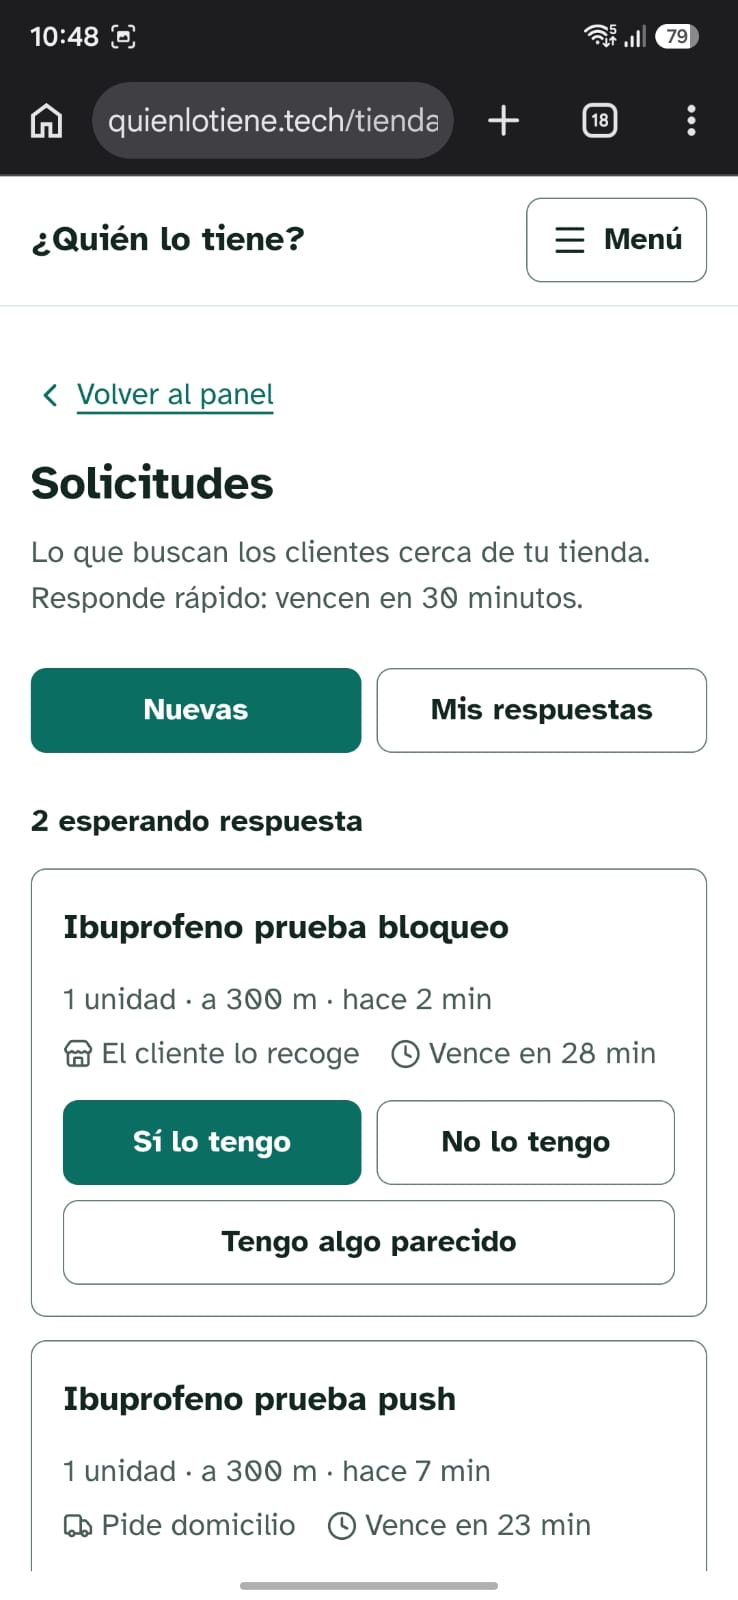 10:48
5
79
quienlotiene.tech/tienda
18
¿Quién lo tiene?
Menú
Volver al panel
Solicitudes
Lo que buscan los clientes cerca de tu tienda.
Responde rápido: vencen en 30 minutos.
Nuevas
Mis respuestas
2 esperando respuesta
Ibuprofeno prueba bloqueo
1 unidad · a 300 m · hace 2 min
El cliente lo recoge
Vence en 28 min
Sí lo tengo
No lo tengo
Tengo algo parecido
Ibuprofeno prueba push
1 unidad · a 300 m · hace 7 min
Pide domicilio
Vence en 23 min